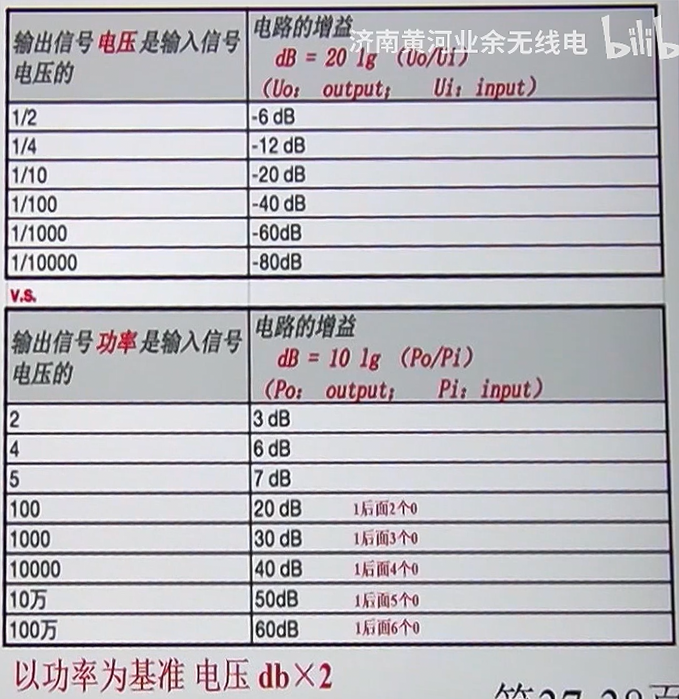 济南黄河业余无线电 bilib
输出信号电压是输入信号
电压的
电路的增益
dB = 20 lg （Uo/Ui）
（Uo： output； Ui：input）
1/2 -6 dB
1/4 -12 dB
1/10 -20 dB
1/100 -40 dB
1/1000 -60dB
1/10000 -80dB
v.s.
输出信号功率是输入信号
电压的
电路的增益
dB = 10 lg （Po/Pi）
（Po： output； Pi：input）
2 3 dB
4 6 dB
5 7 dB
100 20 dB 1后面2个0
1000 30 dB 1后面3个0
10000 40 dB 1后面4个0
10万 50dB 1后面5个0
100万 60dB 1后面6个0
以功率为基准 电压 db×2